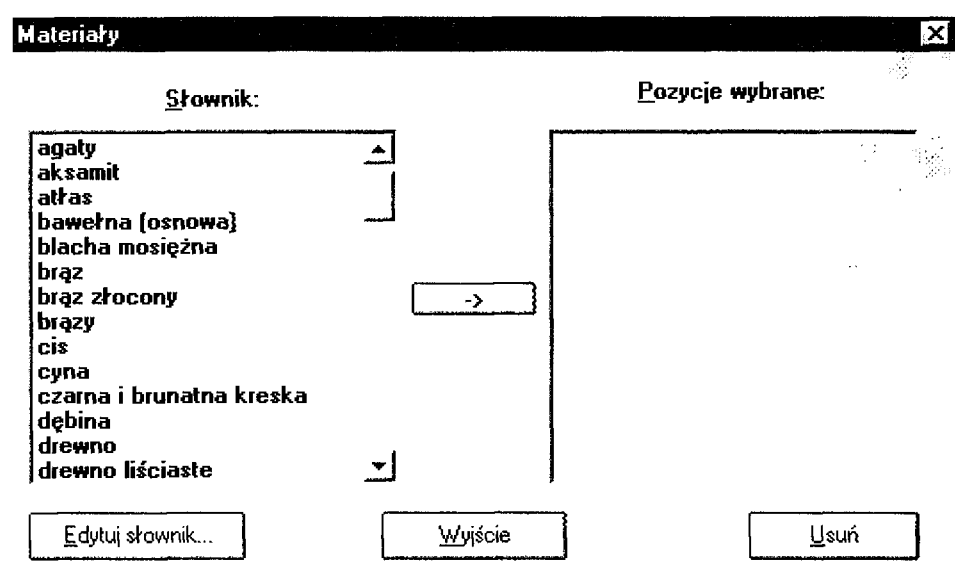 Materiały
Słownik:
Pozycje wybrane:
agaty
aksamit
atłas
bawełna (osnowa)
blacha mosiężna
brąz
brąz złocony
brązy
cis
cyna
czarna i brunatna kreska
dębina
drewno
drewno liściaste
->
Edytuj słownik...
Wyjście
Usuń